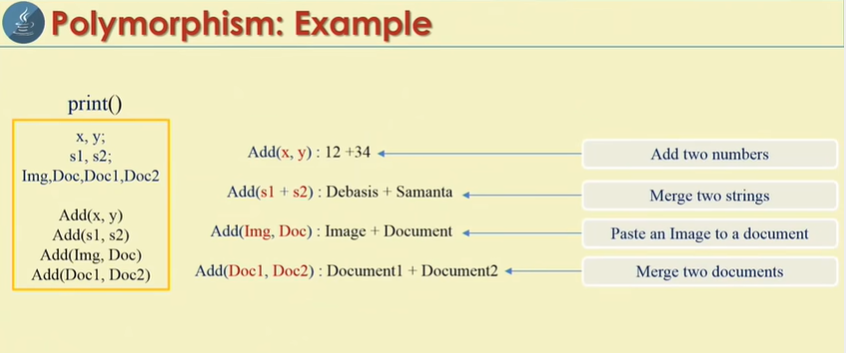 Polymorphism: Example
print()
x, y;
s1, s2;
Img,Doc,Doc1,Doc2
Add(x, y)
Add(s1, s2)
Add(Img, Doc)
Add(Doc1, Doc2)
Add(x, y) : 12 +34
Add two numbers
Add(s1 + s2) : Debasis + Samanta
Merge two strings
Add(Img, Doc) : Image + Document
Paste an Image to a document
Add(Doc1, Doc2) : Document1 + Document2
Merge two documents